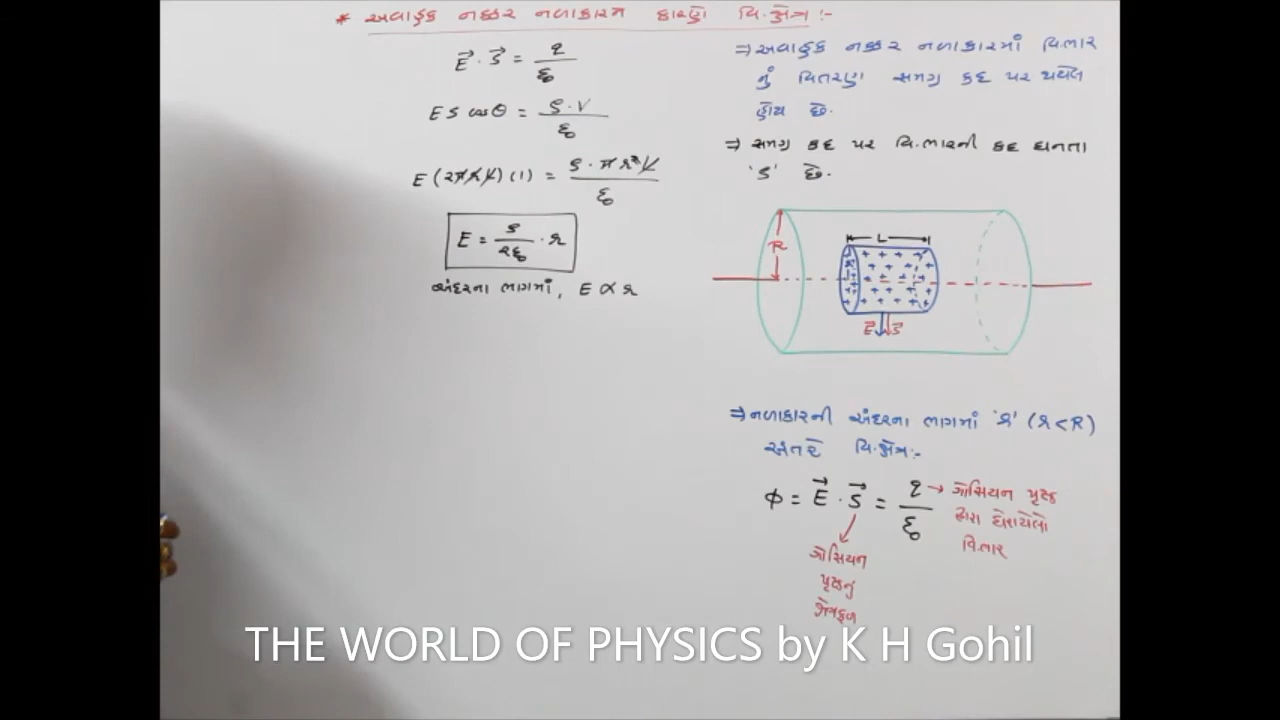 * અવાહક નક્કર નળાકારના કારણે વિ.ક્ષેત્ર :-
E⃗ · S⃗ = q/ε₀
E S cosθ = ρ·V/ε₀
E (2πrL) (1) = ρ·πr²L/ε₀
E = ρ/2ε₀ · r
અંદરના ભાગમાં, E ∝ r
⇒ અવાહક નક્કર નળાકારમાં વિ.ભાર
નું વિતરણ સમગ્ર કદ પર થયેલ
હોય છે.
⇒ સમગ્ર કદ પર વિ.ભારની કદ ઘનતા
'ρ' છે.
R
L
E⃗ S⃗
⇒ નળાકારની અંદરના ભાગમાં 'r' (r<R)
અંતરે વિ.ક્ષેત્ર:-
ϕ = E⃗ · S⃗ = q/ε₀ → ગૌસિયન પૃષ્ઠ
દ્વારા ઘેરાયેલો
વિ.ભાર
ગૌસિયન
પૃષ્ઠનું
ક્ષેત્રફળ
THE WORLD OF PHYSICS by K H Gohil